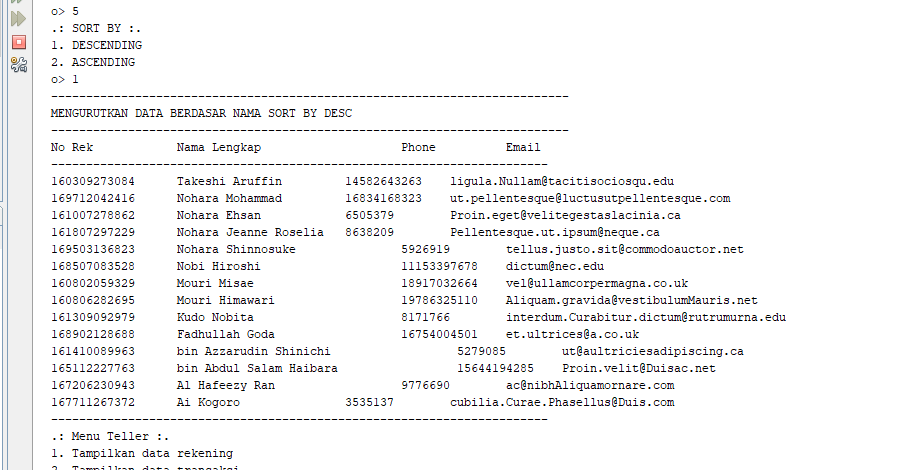 o> 5
.: SORT BY :.
1. DESCENDING
2. ASCENDING
o> 1
--------------------------------------------------------------------------
MENGURUTKAN DATA BERDASAR NAMA SORT BY DESC
--------------------------------------------------------------------------
No Rek Nama Lengkap Phone Email
-----------------------------------------------------------------------
160309273084 Takeshi Aruffin 14582643263 ligula.Nullam@tacitisociosqu.edu
169712042416 Nohara Mohammad 16834168323 ut.pellentesque@luctusutpellentesque.com
161007278862 Nohara Ehsan 6505379 Proin.eget@velitegestaslacinia.ca
161807297229 Nohara Jeanne Roselia 8638209 Pellentesque.ut.ipsum@neque.ca
169503136823 Nohara Shinnosuke 5926919 tellus.justo.sit@commodoauctor.net
168507083528 Nobi Hiroshi 11153397678 dictum@nec.edu
160802059329 Mouri Misae 18917032664 vel@ullamcorpermagna.co.uk
160806282695 Mouri Himawari 19786325110 Aliquam.gravida@vestibulumMauris.net
161309092979 Kudo Nobita 8171766 interdum.Curabitur.dictum@rutrumurna.edu
168902128688 Fadhullah Goda 16754004501 et.ultrices@a.co.uk
161410089963 bin Azzarudin Shinichi 5279085 ut@aultriciesadipiscing.ca
165112227763 bin Abdul Salam Haibara 15644194285 Proin.velit@Duisac.net
167206230943 Al Hafeezy Ran 9776690 ac@nibhAliquamornare.com
167711267372 Ai Kogoro 3535137 cubilia.Curae.Phasellus@Duis.com
-----------------------------------------------------------------------
.: Menu Teller :.
1. Tampilkan data rekening
2. Tampilkan data transaksi